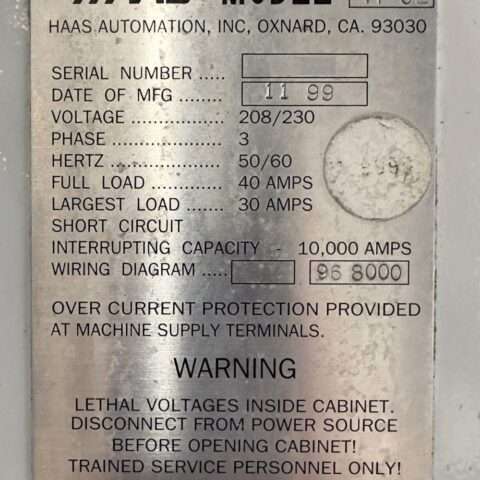 MODEL
HAAS AUTOMATION, INC, OXNARD, CA. 93030
SERIAL NUMBER .....
DATE OF MFG ........ 11 99
VOLTAGE ................. 208/230
PHASE .................... 3
HERTZ .................... 50/60
FULL LOAD ............. 40 AMPS
LARGEST LOAD ....... 30 AMPS
SHORT CIRCUIT
INTERRUPTING CAPACITY - 10,000 AMPS
WIRING DIAGRAM ..... 96 8000
OVER CURRENT PROTECTION PROVIDED
AT MACHINE SUPPLY TERMINALS.
WARNING
LETHAL VOLTAGES INSIDE CABINET.
DISCONNECT FROM POWER SOURCE
BEFORE OPENING CABINET!
TRAINED SERVICE PERSONNEL ONLY!